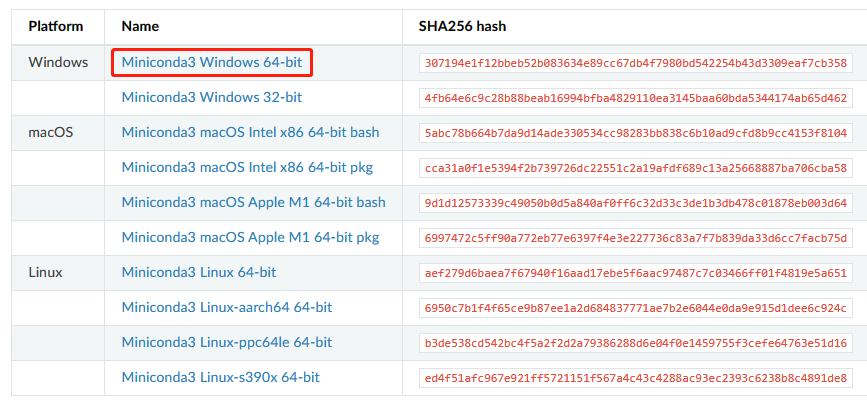 Platform Name SHA256 hash
Windows Miniconda3 Windows 64-bit 307194e1f12bbeb52b083634e89cc67db4f7980bd542254b43d3309eaf7cb358
Miniconda3 Windows 32-bit 4fb64e6c9c28b88beab16994bfba4829110ea3145baa60bda5344174ab65d462
macOS Miniconda3 macOS Intel x86 64-bit bash 5abc78b664b7da9d14ade330534cc98283bb838c6b10ad9cfd8b9cc4153f8104
Miniconda3 macOS Intel x86 64-bit pkg cca31a0f1e5394f2b739726dc22551c2a19afdf689c13a25668887ba706cba58
Miniconda3 macOS Apple M1 64-bit bash 9d1d12573339c49050b0d5a840af0ff6c32d33c3de1b3db478c01878eb003d64
Miniconda3 macOS Apple M1 64-bit pkg 6997472c5ff90a772eb77e6397f4e3e227736c83a7f7b839da33d6cc7facb75d
Linux Miniconda3 Linux 64-bit aef279d6baea7f67940f16aad17ebe5f6aac97487c7c03466ff01f4819e5a651
Miniconda3 Linux-aarch64 64-bit 6950c7b1f4f65ce9b87ee1a2d684837771ae7b2e6044e0da9e915d1dee6c924c
Miniconda3 Linux-ppc64le 64-bit b3de538cd542bc4f5a2f2d2a79386288d6e04f0e1459755f3cefe64763e51d16
Miniconda3 Linux-s390x 64-bit ed4f51afc967e921ff5721151f567a4c43c4288ac93ec2393c6238b8c4891de8